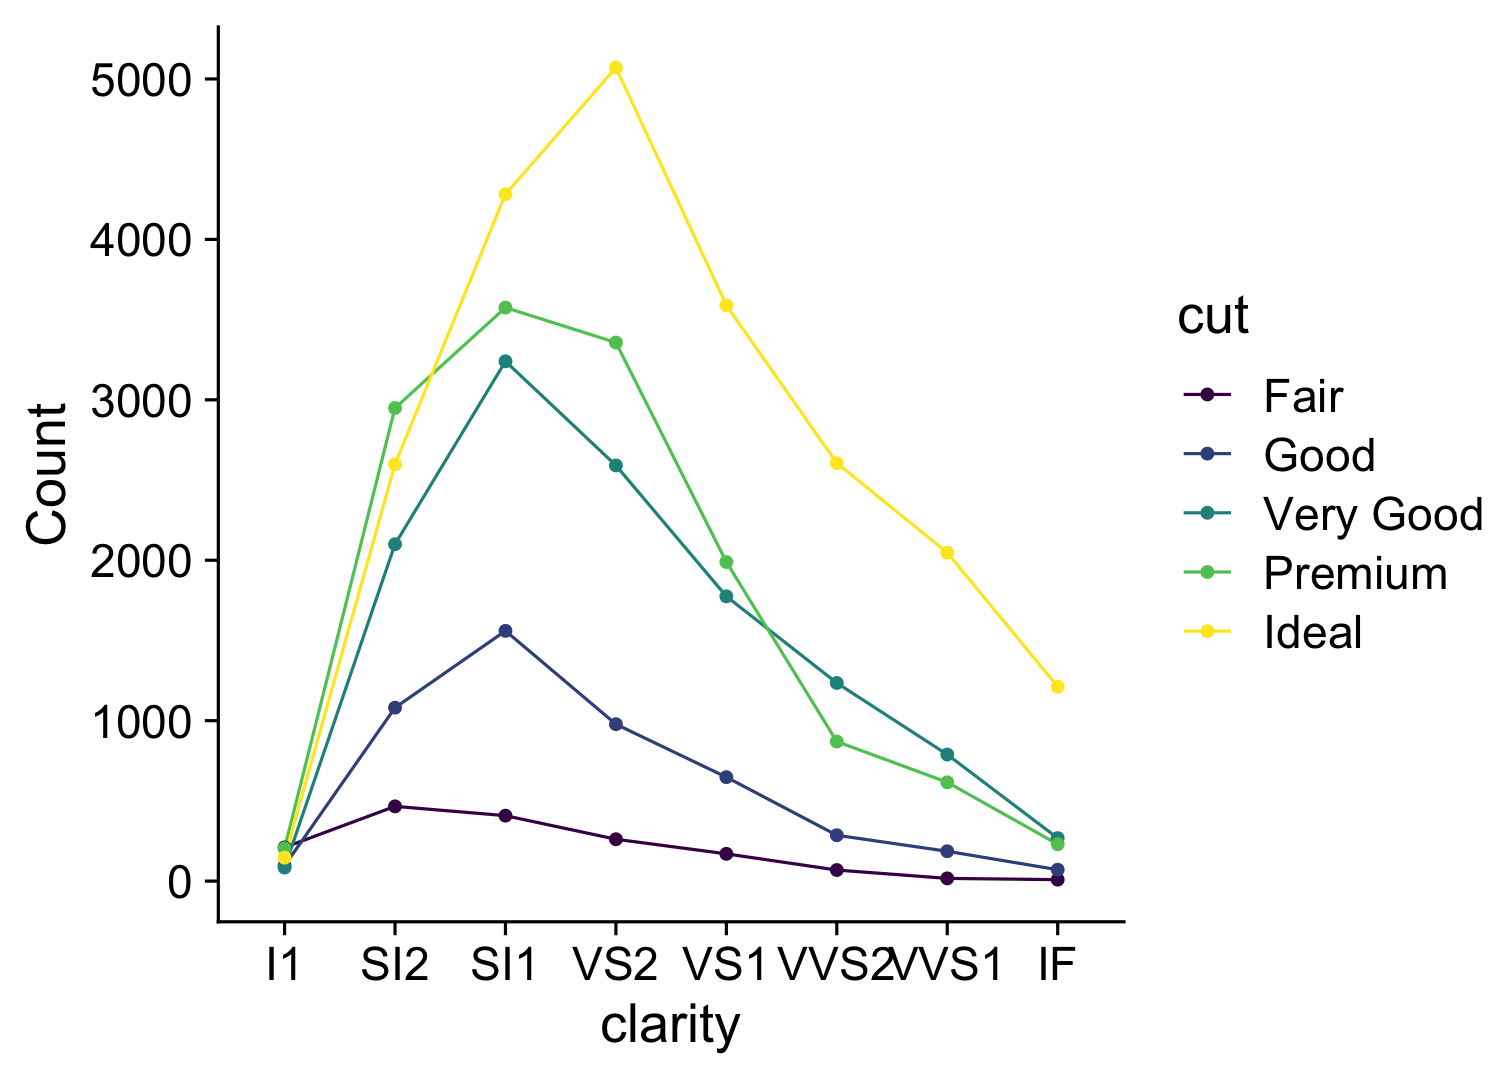 5000
4000
3000
2000
1000
0
Count
I1 SI2 SI1 VS2 VS1 VVS2 VVS1 IF
clarity
cut
Fair
Good
Very Good
Premium
Ideal